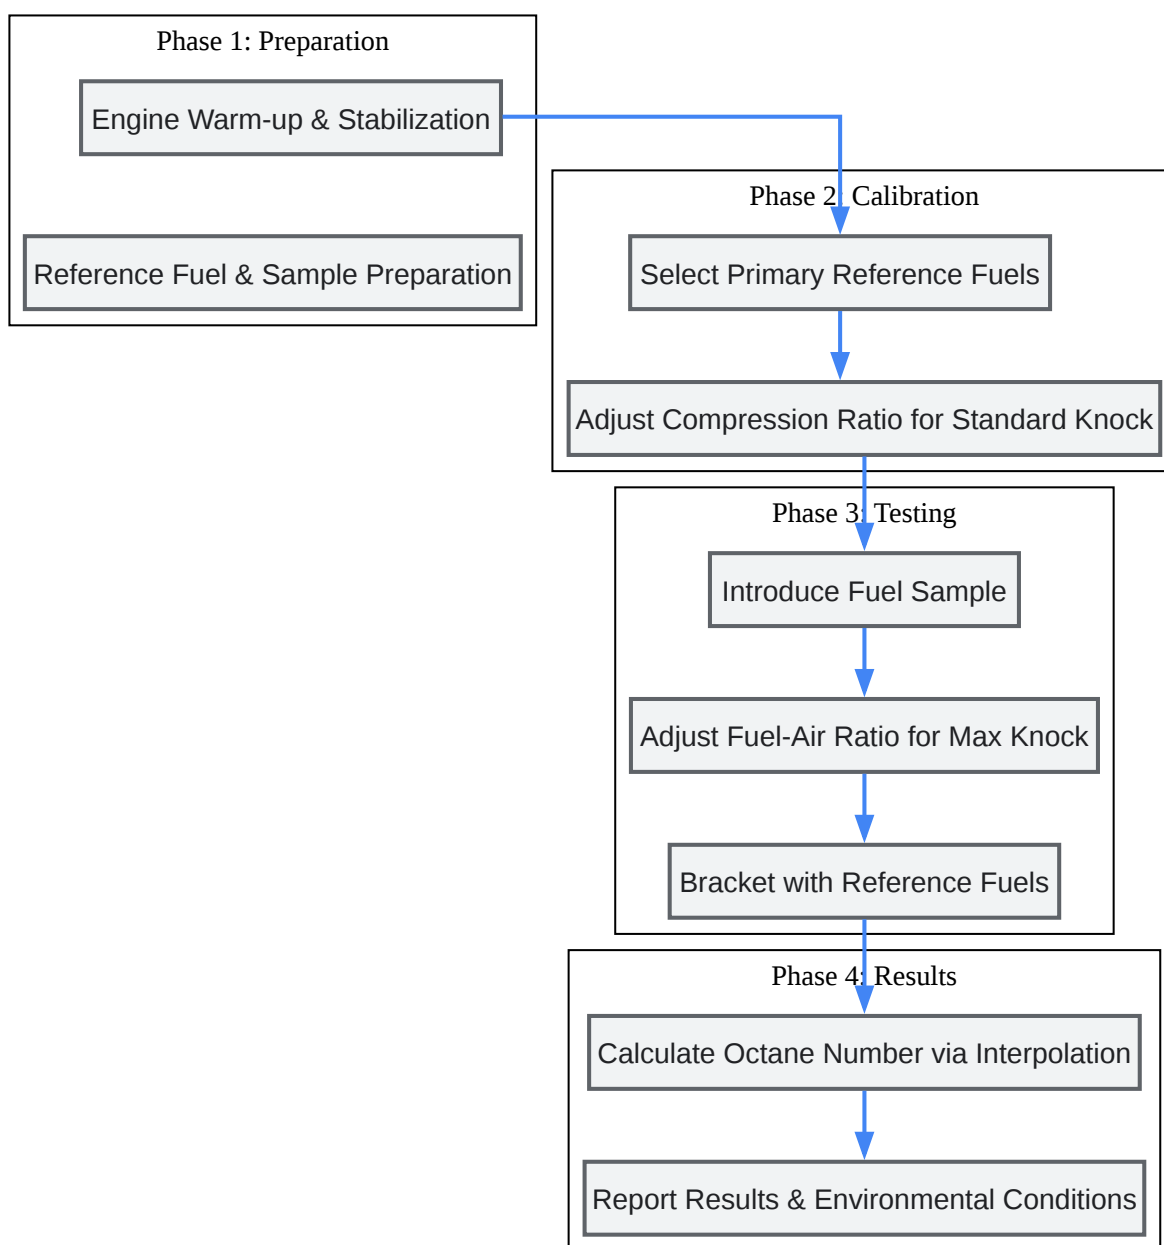 Phase 1: Preparation
Engine Warm-up & Stabilization
Reference Fuel & Sample Preparation
Phase 2: Calibration
Select Primary Reference Fuels
Adjust Compression Ratio for Standard Knock
Phase 3: Testing
Introduce Fuel Sample
Adjust Fuel-Air Ratio for Max Knock
Bracket with Reference Fuels
Phase 4: Results
Calculate Octane Number via Interpolation
Report Results & Environmental Conditions